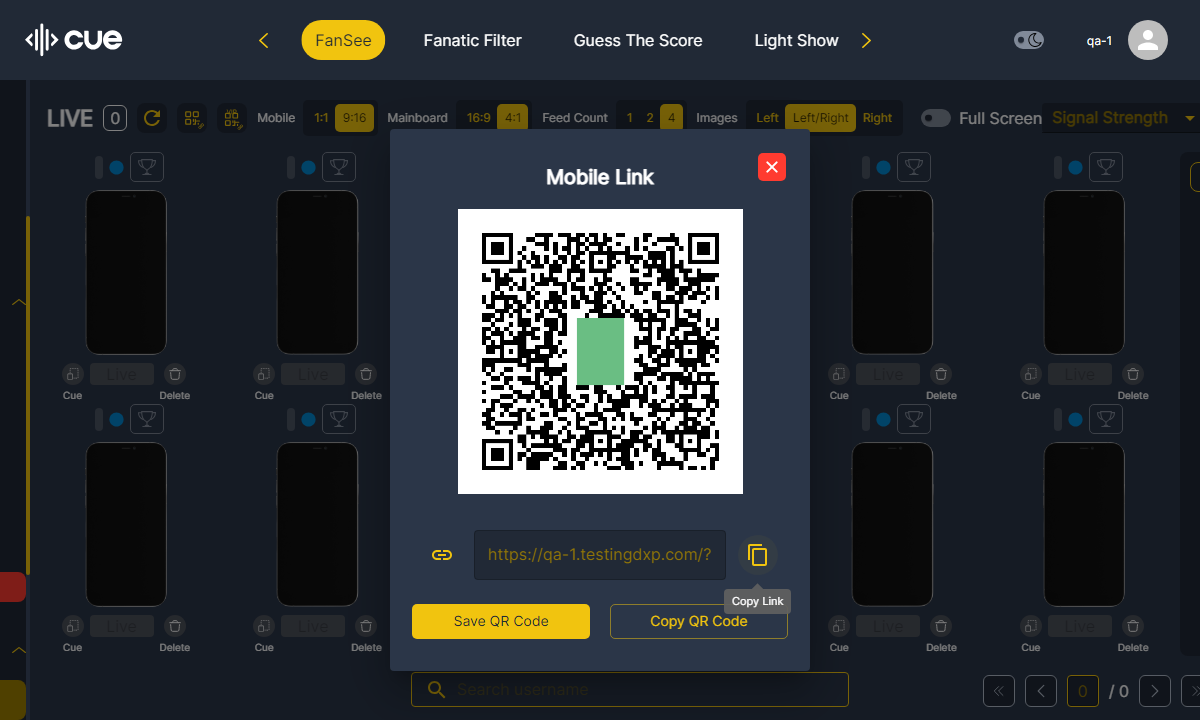 cue
FanSee
Fanatic Filter
Guess The Score
Light Show
qa-1
LIVE 0
Mobile 1:1 9:16
Mainboard 16:9 4:1
Feed Count 1 2 4
Images Left Left/Right Right
Full Screen
Signal Strength
Mobile Link
https://qa-1.testingdxp.com/?
Copy Link
Save QR Code
Copy QR Code
Live Live Live Live
Cue Delete Cue Delete Cue Delete Cue Delete
Live Live Live Live
Cue Delete Cue Delete Cue Delete Cue Delete
Search username
0 / 0